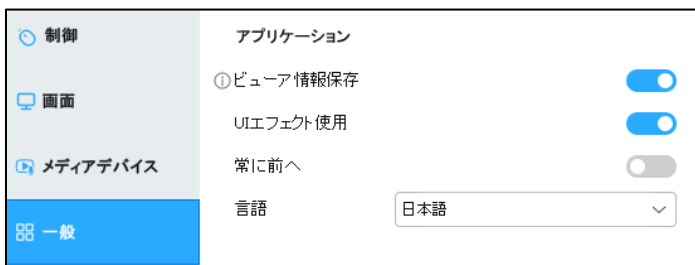 制御
画面
メディアデバイス
一般
アプリケーション
ビューア情報保存
UIエフェクト使用
常に前へ
言語
日本語